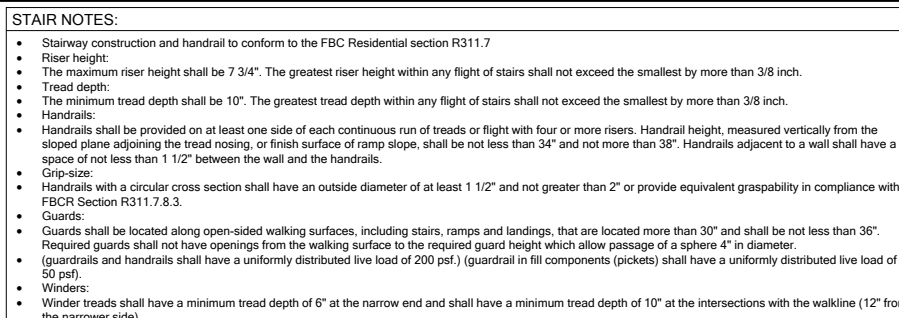 STAIR NOTES:
• Stairway construction and handrail to conform to the FBC Residential section R311.7
• Riser height:
• The maximum riser height shall be 7 3/4". The greatest riser height within any flight of stairs shall not exceed the smallest by more than 3/8 inch.
• Tread depth:
• The minimum tread depth shall be 10". The greatest tread depth within any flight of stairs shall not exceed the smallest by more than 3/8 inch.
• Handrails:
• Handrails shall be provided on at least one side of each continuous run of treads or flight with four or more risers. Handrail height, measured vertically from the
sloped plane adjoining the tread nosing, or finish surface of ramp slope, shall be not less than 34" and not more than 38". Handrails adjacent to a wall shall have a
space of not less than 1 1/2" between the wall and the handrails.
• Grip-size:
• Handrails with a circular cross section shall have an outside diameter of at least 1 1/2" and not greater than 2" or provide equivalent graspability in compliance with
FBCR Section R311.7.8.3.
• Guards:
• Guards shall be located along open-sided walking surfaces, including stairs, ramps and landings, that are located more than 30" and shall be not less than 36".
Required guards shall not have openings from the walking surface to the required guard height which allow passage of a sphere 4" in diameter.
• (guardrails and handrails shall have a uniformly distributed live load of 200 psf.) (guardrail in fill components (pickets) shall have a uniformly distributed live load of
50 psf).
• Winders:
• Winder treads shall have a minimum tread depth of 6" at the narrow end and shall have a minimum tread depth of 10" at the intersections with the walkline (12"
the narrower side)